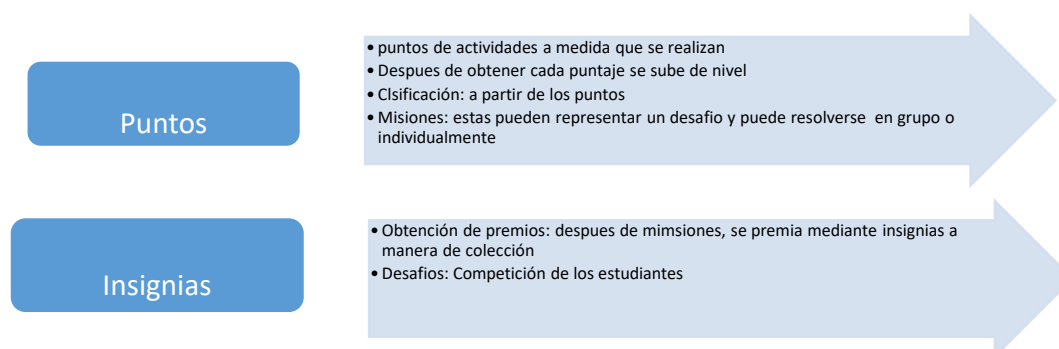 Puntos
• puntos de actividades a medida que se realizan
• Despues de obtener cada puntaje se sube de nivel
• Clsificación: a partir de los puntos
• Misiones: estas pueden representar un desafio y puede resolverse en grupo o
individualmente
Insignias
• Obtención de premios: despues de mimsiones, se premia mediante insignias a
manera de colección
• Desafios: Competición de los estudiantes